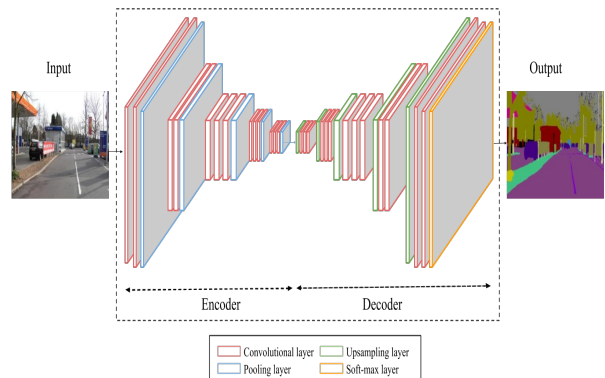 Input
Output
Encoder
Decoder
Convolutional layer
Upsampling layer
Pooling layer
Soft-max layer